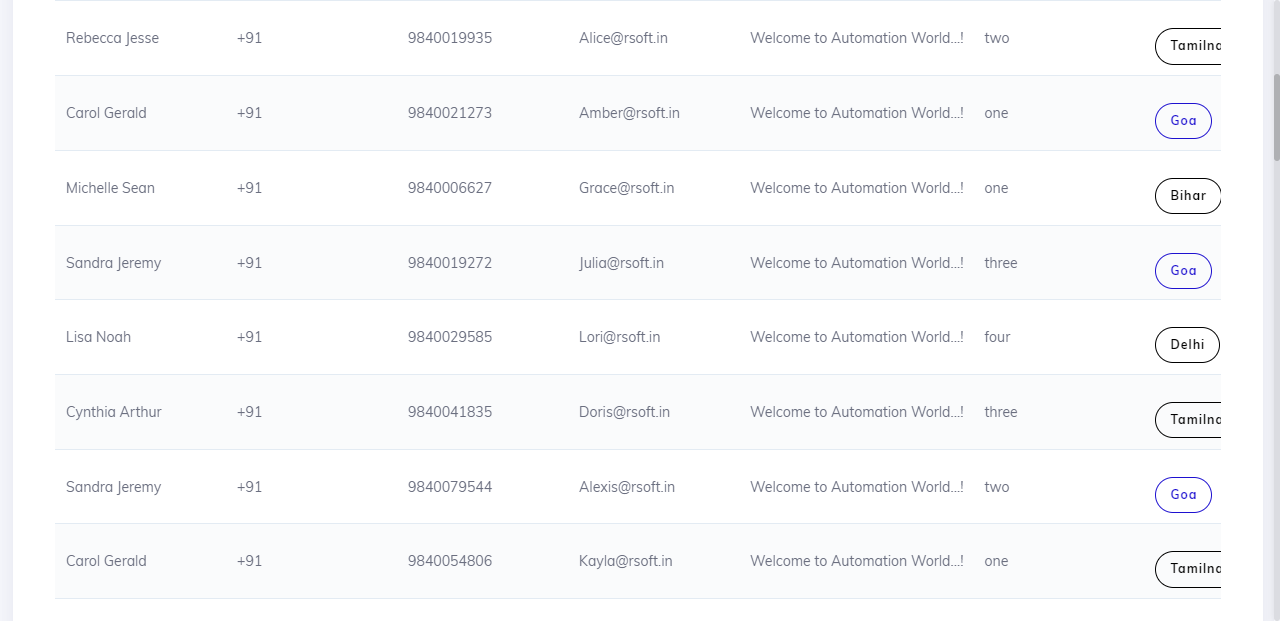 Rebecca Jesse +91 9840019935 Alice@rsoft.in Welcome to Automation World...! two Tamilna
Carol Gerald +91 9840021273 Amber@rsoft.in Welcome to Automation World...! one Goa
Michelle Sean +91 9840006627 Grace@rsoft.in Welcome to Automation World...! one Bihar
Sandra Jeremy +91 9840019272 Julia@rsoft.in Welcome to Automation World...! three Goa
Lisa Noah +91 9840029585 Lori@rsoft.in Welcome to Automation World...! four Delhi
Cynthia Arthur +91 9840041835 Doris@rsoft.in Welcome to Automation World...! three Tamilna
Sandra Jeremy +91 9840079544 Alexis@rsoft.in Welcome to Automation World...! two Goa
Carol Gerald +91 9840054806 Kayla@rsoft.in Welcome to Automation World...! one Tamilna